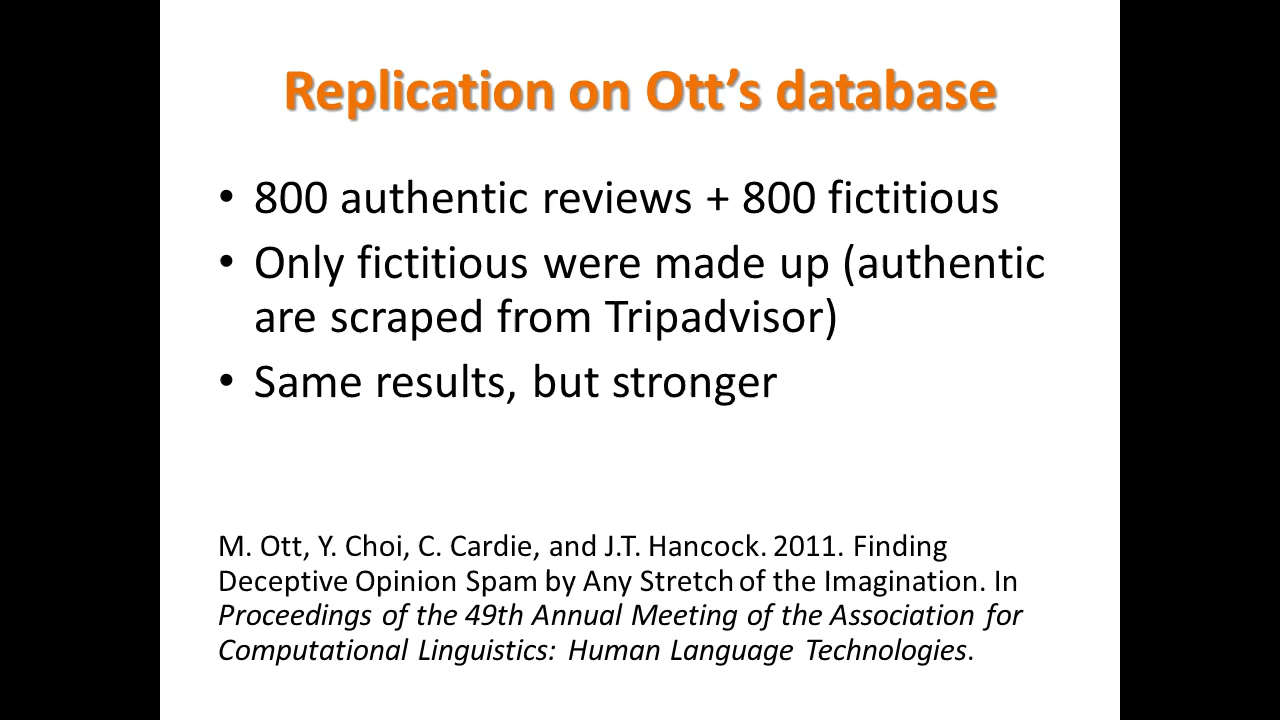 Replication on Ott’s database
• 800 authentic reviews + 800 fictitious
• Only fictitious were made up (authentic
are scraped from Tripadvisor)
• Same results, but stronger
M. Ott, Y. Choi, C. Cardie, and J.T. Hancock. 2011. Finding
Deceptive Opinion Spam by Any Stretch of the Imagination. In
Proceedings of the 49th Annual Meeting of the Association for
Computational Linguistics: Human Language Technologies.